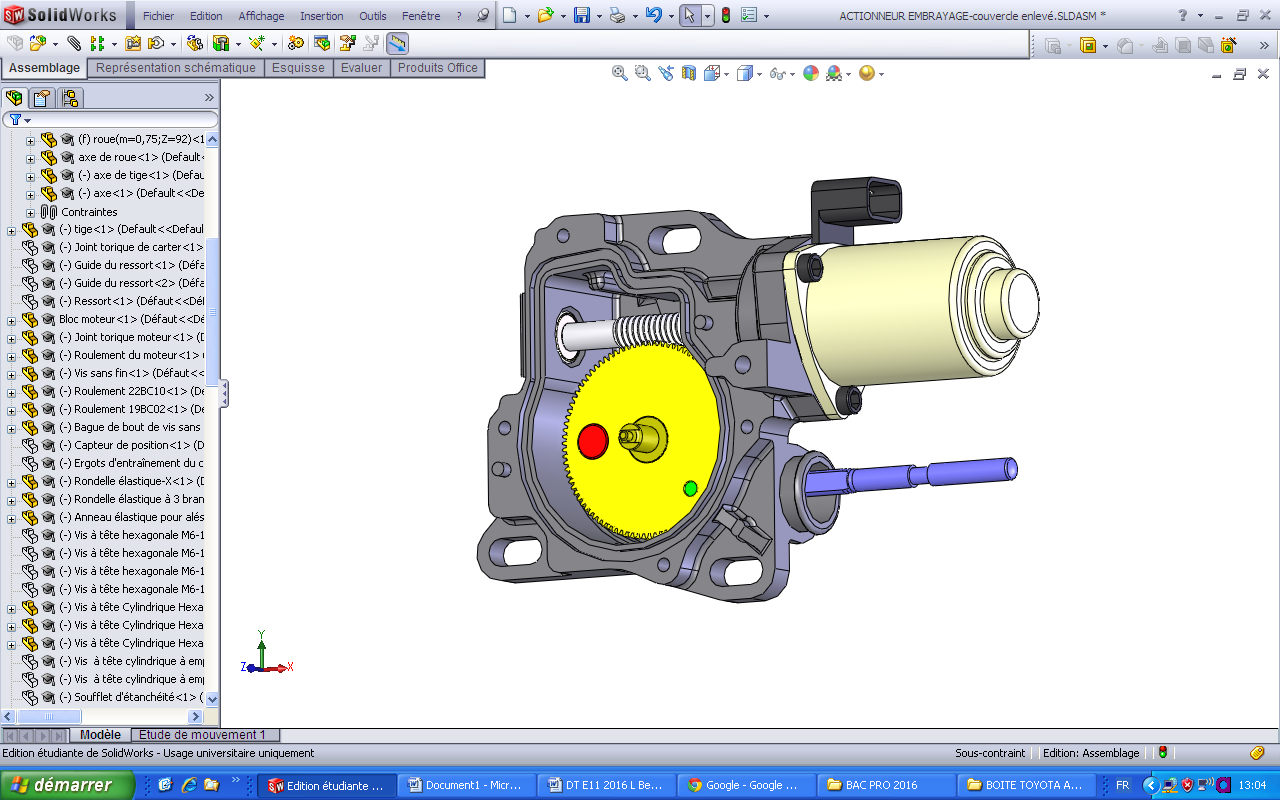 SolidWorks Fichier Edition Affichage Insertion Outils Fenêtre ? ACTIONNEUR EMBRAYAGE-couvercle enlevé.SLDASM *
Assemblage Représentation schématique Esquisse Evaluer Produits Office
(f) roue(m=0,75;Z=92)<1
axe de roue<1> (Default<
(-) axe de tige<1> (Defau
(-) axe<1> (Default<<De
Contraintes
(-) tige<1> (Default<<Defaul
(-) Joint torique de carter<1>
(-) Guide du ressort<1> (Défa
(-) Guide du ressort<2> (Défa
(-) Ressort<1> (Défaut<<Déf
Bloc moteur<1> (Défaut<<Dé
(-) Joint torique moteur<1> (D
(-) Roulement du moteur<1>
(-) Vis sans fin<1> (Défaut<<
(-) Roulement 22BC10<1> (D
(-) Roulement 19BC02<1> (De
(-) Bague de bout de vis sans
(-) Capteur de position<1> (D
(-) Ergots d'entraînement du c
(-) Rondelle élastique-X<1> (D
(-) Rondelle élastique à 3 bran
(-) Anneau élastique pour alés
(-) Vis à tête hexagonale M6-1
(-) Vis à tête hexagonale M6-1
(-) Vis à tête hexagonale M6-1
(-) Vis à tête hexagonale M6-1
(-) Vis à tête Cylindrique Hexa
(-) Vis à tête Cylindrique Hexa
(-) Vis à tête Cylindrique Hexa
(-) Vis à tête cylindrique à emp
(-) Vis à tête cylindrique à emp
(-) Soufflet d'étanchéité<1> (
Y
Z X
Modèle Etude de mouvement 1
Edition étudiante de SolidWorks - Usage universitaire uniquement Sous-contraint Edition: Assemblage
démarrer Edition étudiante ... Document1 - Micr... DT E11 2016 L Be... Google - Google ... BAC PRO 2016 BOITE TOYOTA A... FR 13:04